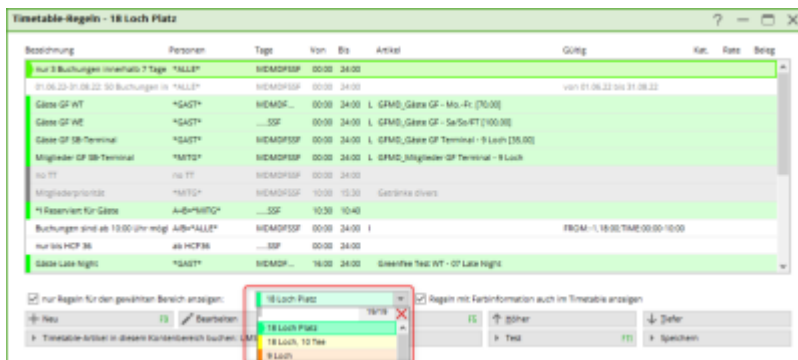 Timetable-Regeln - 18 Loch Platz
Bezeichnung Personen Tage Von Bis Artikel Gültig Kat. Rate Beleg
nur 3 Buchungen innerhalb 7 Tage *ALLE* MDMDFSSF 00:00 24:00
01.06.22-31.08.22: 50 Buchungen in *ALLE* MDMDFSSF 00:00 24:00 von 01.06.22 bis 31.08.22
Gäste GF WT *GAST* MDMDF... 00:00 24:00 L GFMD_Gäste GF - Mo.-Fr. [70,00]
Gäste GF WE *GAST* ....SSF 00:00 24:00 L GFMD_Gäste GF - Sa/So/FT [100,00]
Gäste GF SB-Terminal *GAST* MDMDFSSF 00:00 24:00 L GFMD_Gäste GF Terminal - 9 Loch [35,00]
Mitglieder GF SB-Terminal *MITG* MDMDFSSF 00:00 24:00 L GFMD_Mitglieder GF Terminal - 9 Loch
no TT no TT MDMDFSSF 00:00 24:00
Mitgliederpriorität *MITG* MDMDFSSF 10:00 15:30 Getränke divers
*! Reserviert für Gäste A=B=*MITG* ....SSF 10:30 10:40
Buchungen sind ab 10:00 Uhr mögl A/B=*ALLE* MDMDFSSF 00:00 24:00 I FROM:-1,18:00;TIME:00:00-10:00
nur bis HCP 36 ab HCP36 ....SSF 00:00 24:00
Gäste Late Night *GAST* MDMDF... 16:00 24:00 Greenfee Test WT - 07 Late Night
nur Regeln für den gewählten Bereich anzeigen: 18 Loch Platz Regeln mit Farbinformation auch im Timetable anzeigen
Neu Bearbeiten 19/19 Höher Tiefer
18 Loch Platz
Timetable-Artikel in diesem Kontenbereich buchen: Test F11 Speichern
18 Loch, 10 Tee
9 Loch